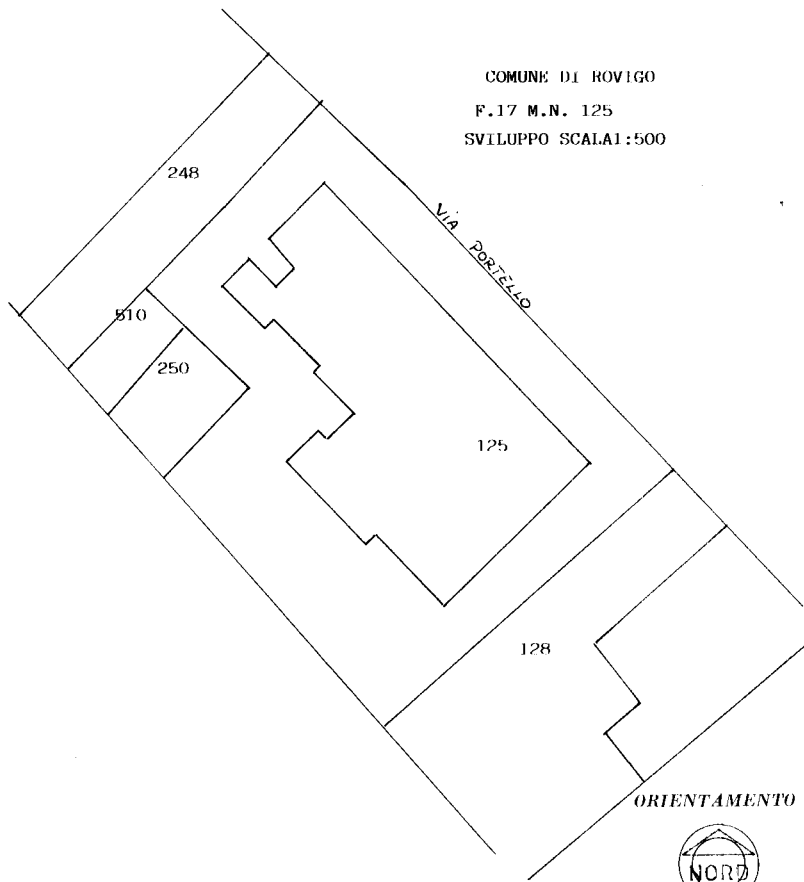 COMUNE DI ROVIGO
F.17 M.N. 125
SVILUPPO SCALA1:500
248
VIA PORTELLO
510
250
125
128
ORIENTAMENTO
NORD